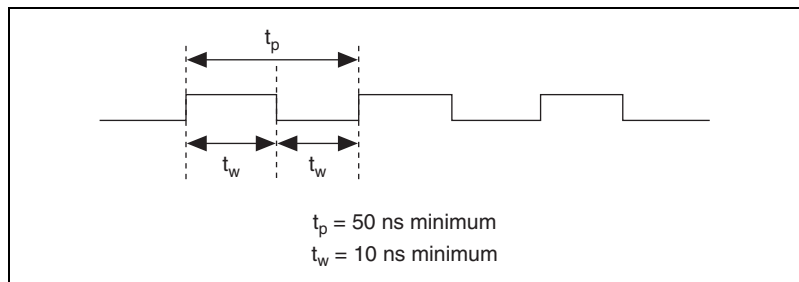 tp
tw tw
tp = 50 ns minimum
tw = 10 ns minimum